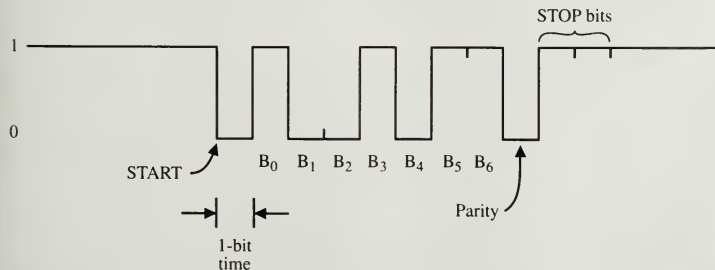 STOP bits
1
0
START
B₀ B₁ B₂ B₃ B₄ B₅ B₆
Parity
1-bit
time